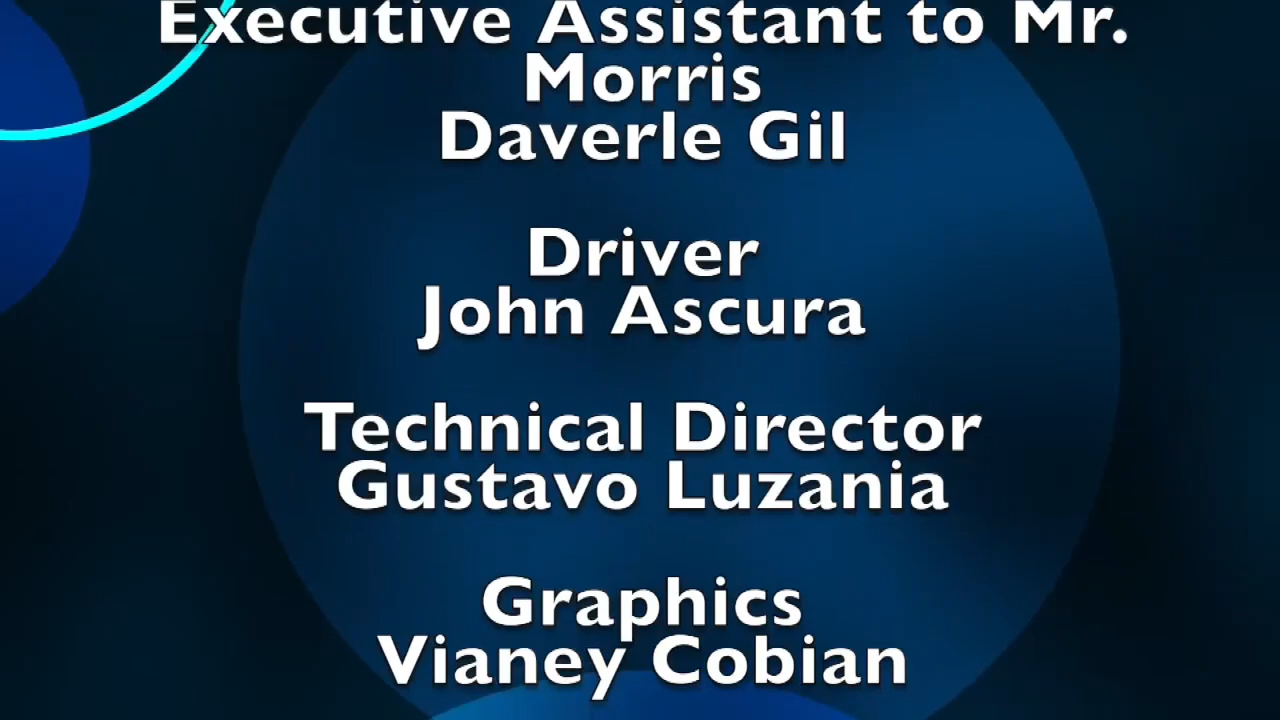 Executive Assistant to Mr.
Morris
Daverle Gil
Driver
John Ascura
Technical Director
Gustavo Luzania
Graphics
Vianey Cobian